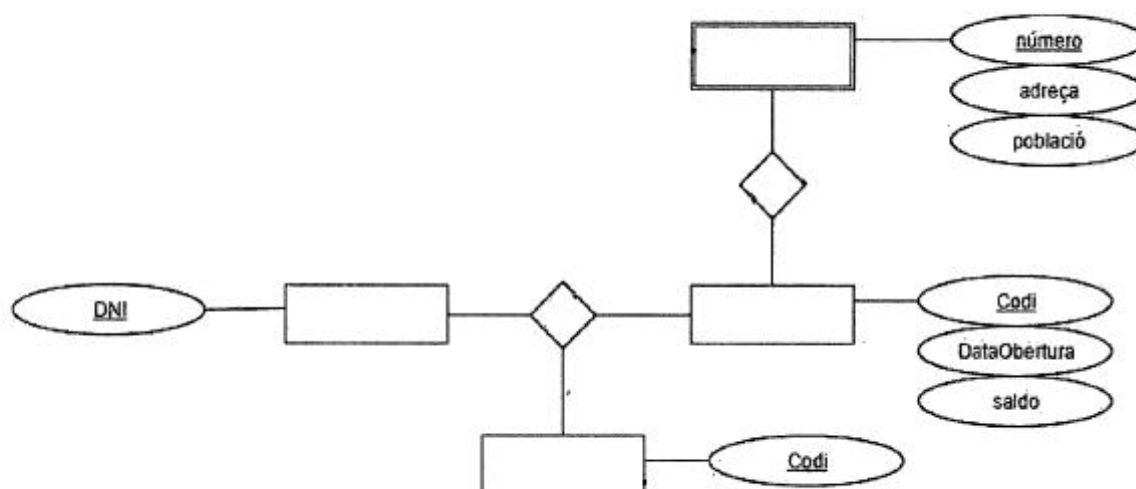 número
adreça
població
DNI
Codi
DataObertura
saldo
Codi